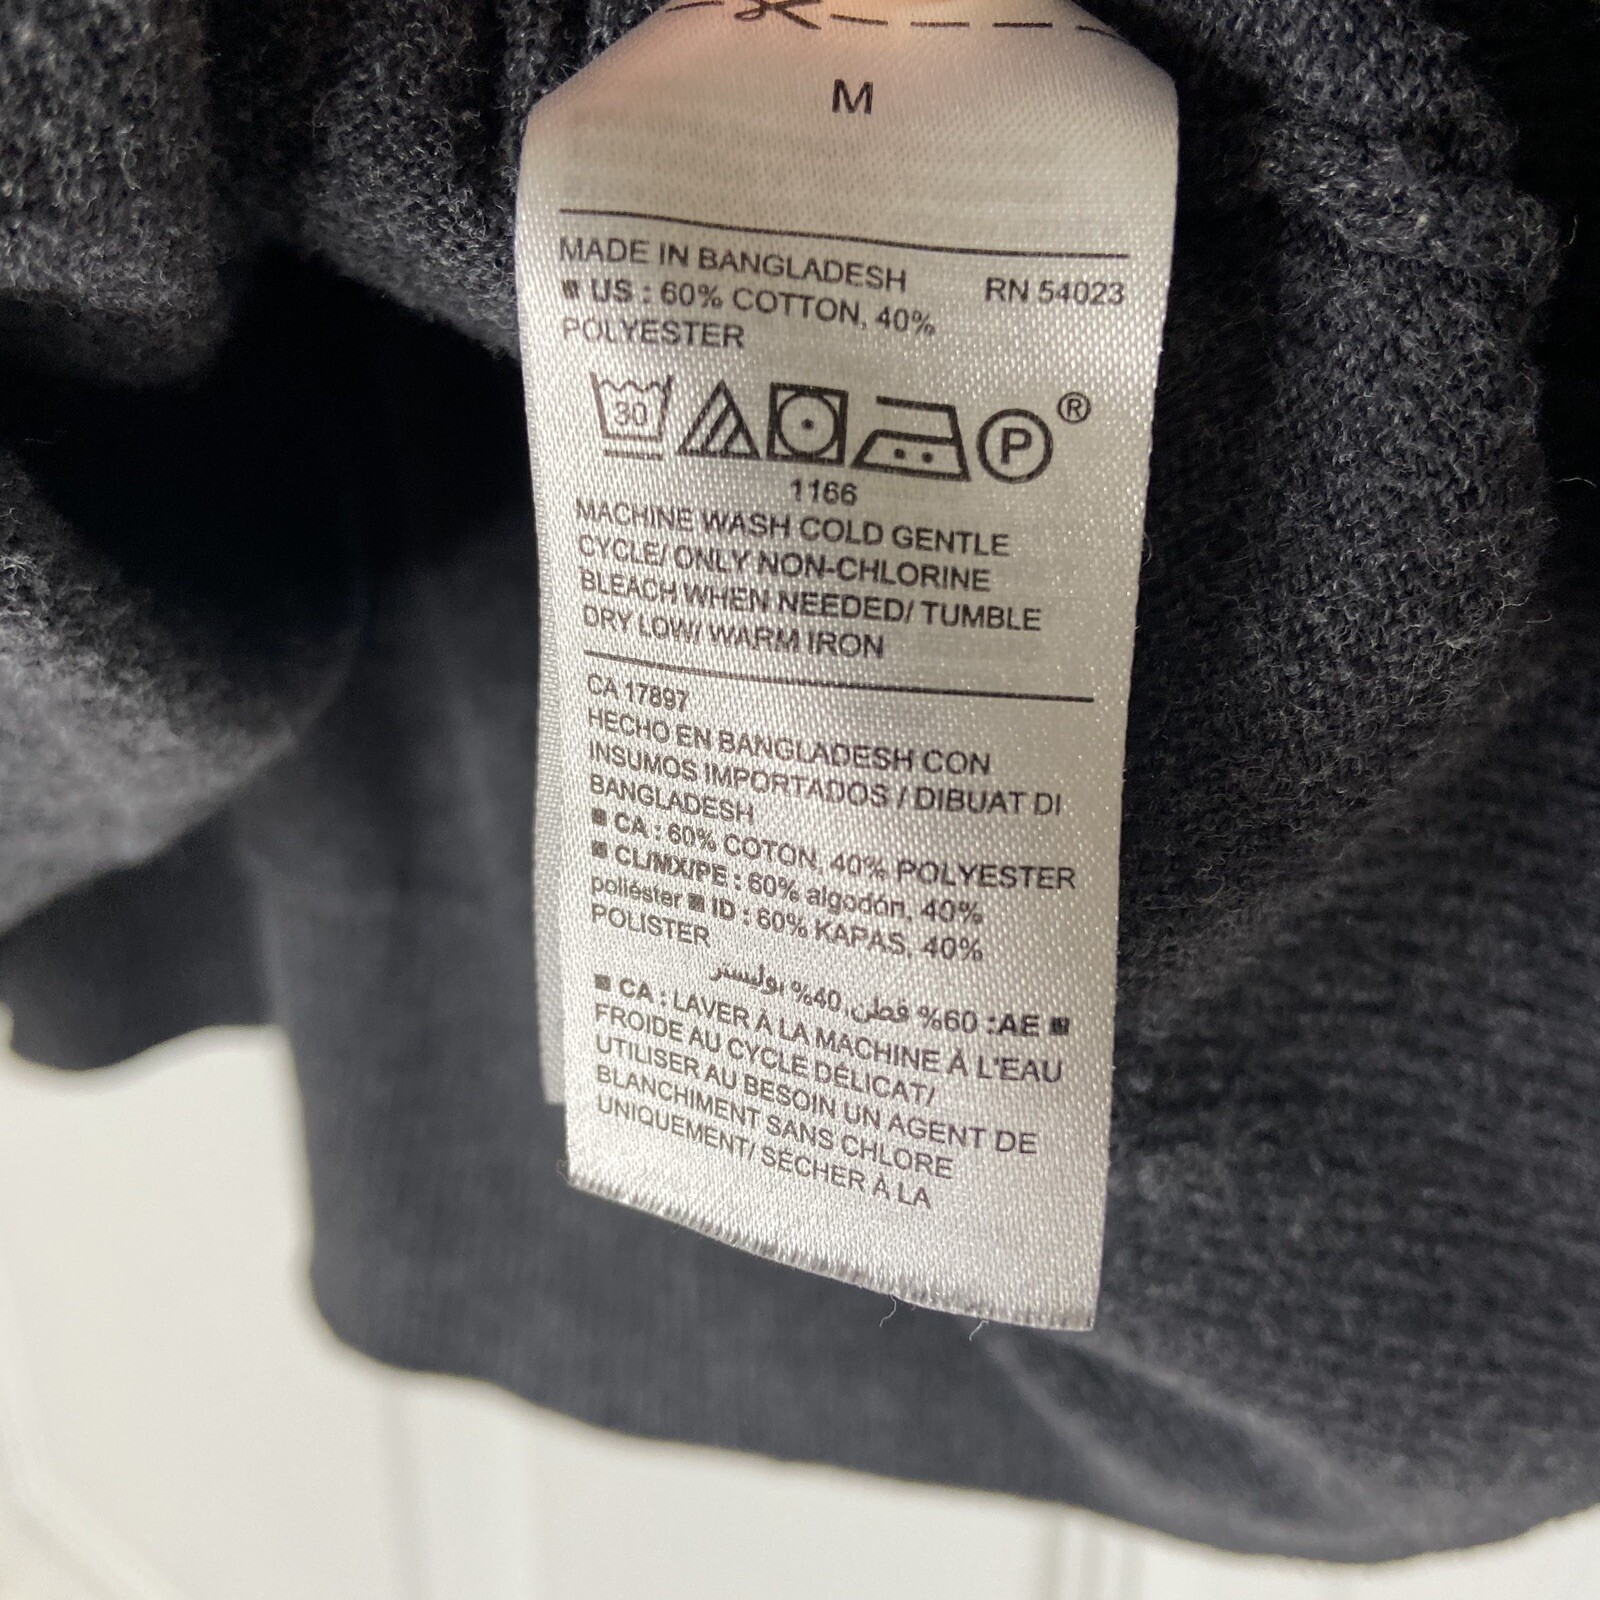 M
MADE IN BANGLADESH RN 54023
■ US : 60% COTTON, 40%
POLYESTER
30 P ®
1166
MACHINE WASH COLD GENTLE
CYCLE/ ONLY NON-CHLORINE
BLEACH WHEN NEEDED/ TUMBLE
DRY LOW/ WARM IRON
CA 17897
HECHO EN BANGLADESH CON
INSUMOS IMPORTADOS / DIBUAT DI
BANGLADESH
■ CA : 60% COTON, 40% POLYESTER
■ CL/MX/PE : 60% algodón, 40%
poliéster ■ ID : 60% KAPAS, 40%
POLISTER
■ AE: 60% قطن, 40% بوليستر
■ CA : LAVER À LA MACHINE À L'EAU
FROIDE AU CYCLE DÉLICAT/
UTILISER AU BESOIN UN AGENT DE
BLANCHIMENT SANS CHLORE
UNIQUEMENT/ SÉCHER À LA